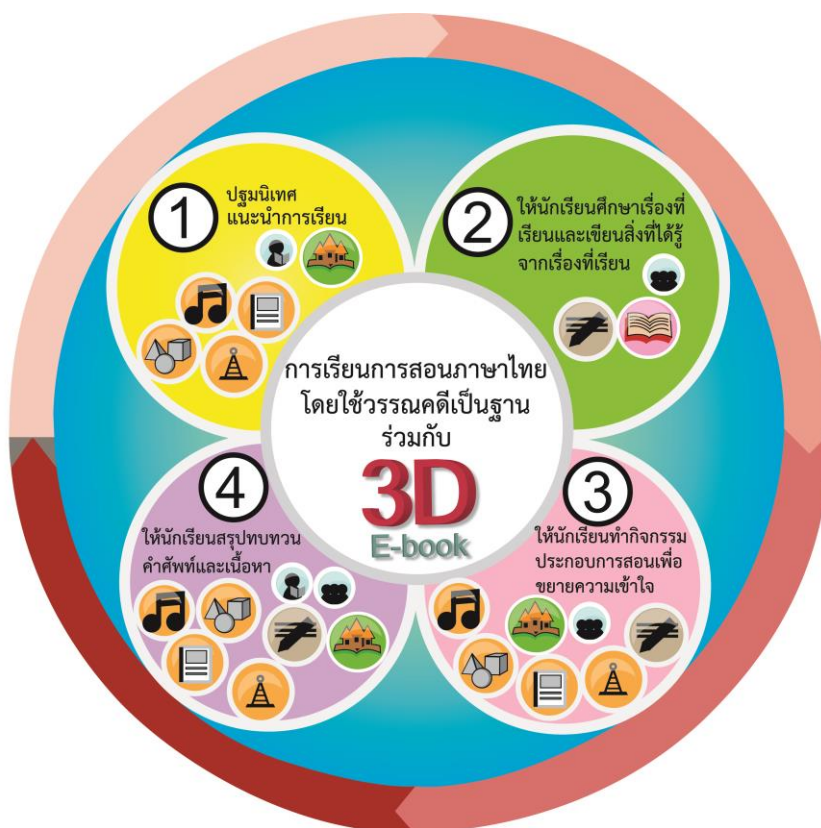 การเรียนการสอนภาษาไทย
โดยใช้วรรณคดีเป็นฐาน
ร่วมกับ
3D
E-book
1
ปฐมนิเทศ
แนะนำการเรียน
2
ให้นักเรียนศึกษาเรื่องที่
เรียนและเขียนสิ่งที่ได้รู้
จากเรื่องที่เรียน
3
ให้นักเรียนทำกิจกรรม
ประกอบการสอนเพื่อ
ขยายความเข้าใจ
4
ให้นักเรียนสรุปทบทวน
คำศัพท์และเนื้อหา